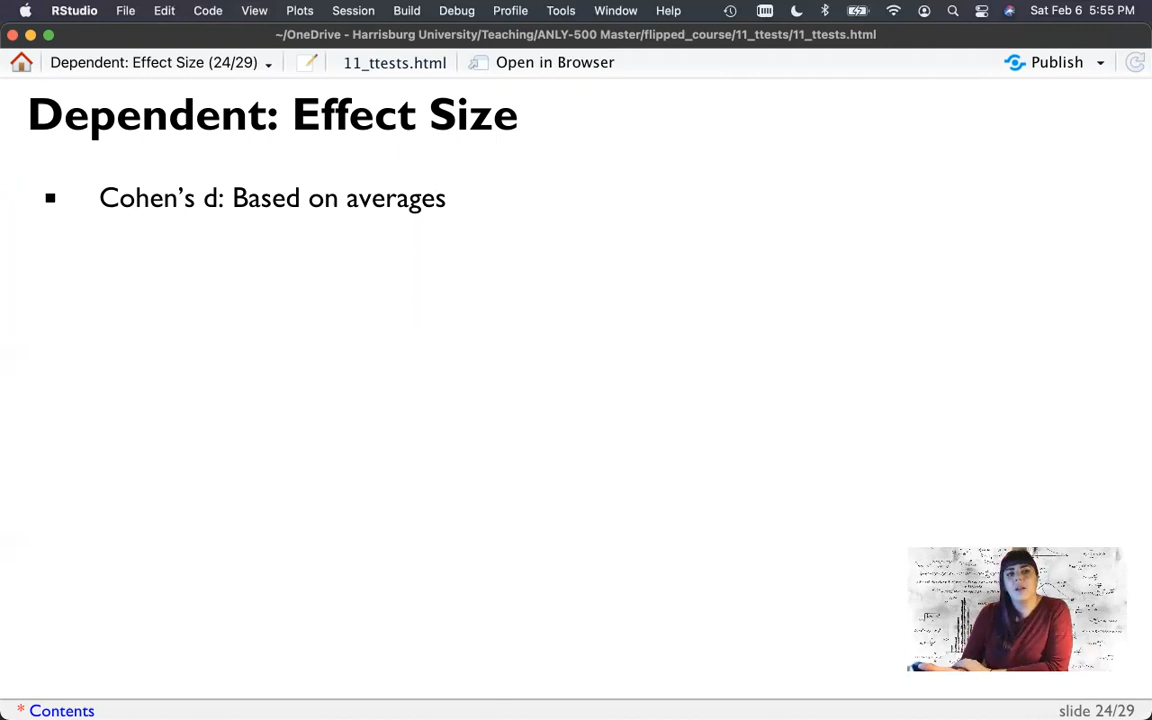 RStudio File Edit Code View Plots Session Build Debug Profile Tools Window Help Sat Feb 6 5:55 PM
~/OneDrive - Harrisburg University/Teaching/ANLY-500 Master/flipped_course/11_ttests/11_ttests.html
Dependent: Effect Size (24/29) 11_ttests.html Open in Browser Publish
Dependent: Effect Size
▪ Cohen’s d: Based on averages
* Contents slide 24/29